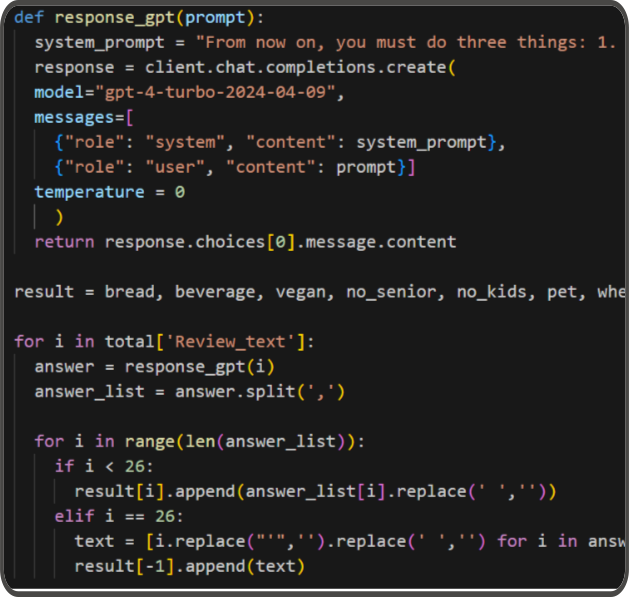 def response_gpt(prompt):
system_prompt = "From now on, you must do three things: 1.
response = client.chat.completions.create(
model="gpt-4-turbo-2024-04-09",
messages=[
{"role": "system", "content": system_prompt},
{"role": "user", "content": prompt}]
temperature = 0
)
return response.choices[0].message.content
result = bread, beverage, vegan, no_senior, no_kids, pet, whe
for i in total['Review_text']:
answer = response_gpt(i)
answer_list = answer.split(',')
for i in range(len(answer_list)):
if i < 26:
result[i].append(answer_list[i].replace(' ',''))
elif i == 26:
text = [i.replace("'",'').replace(' ','') for i in answ
result[-1].append(text)